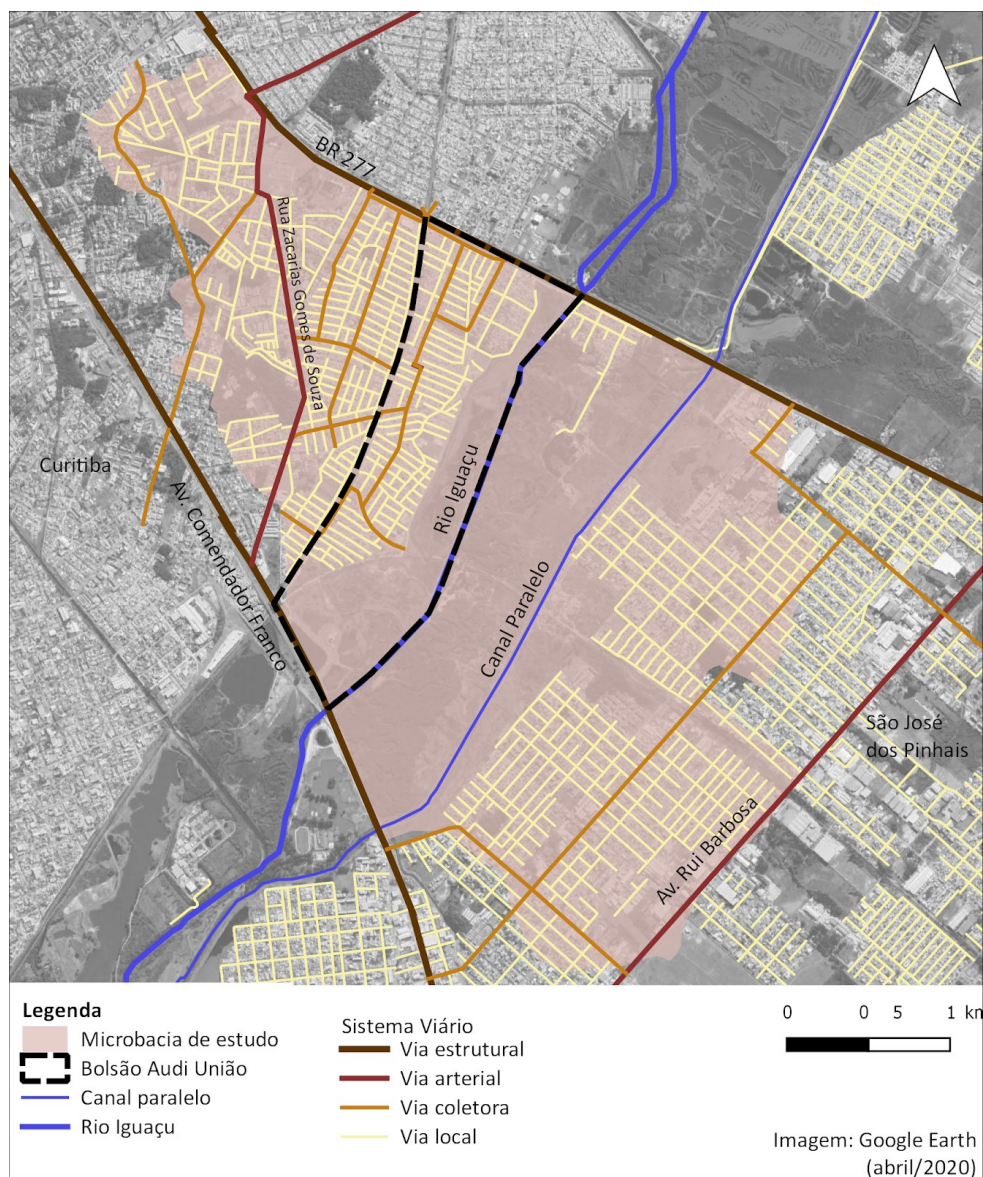 BR 277
Rua Zacarias Gomes de Souza
Curitiba
Av. Comendador Franco
Rio Iguaçu
Canal Paralelo
São José
dos Pinhais
Av. Rui Barbosa
Legenda
Microbacia de estudo
Bolsão Audi União
Canal paralelo
Rio Iguaçu
Sistema Viário
Via estrutural
Via arterial
Via coletora
Via local
0 0 5 1 km
Imagem: Google Earth
(abril/2020)